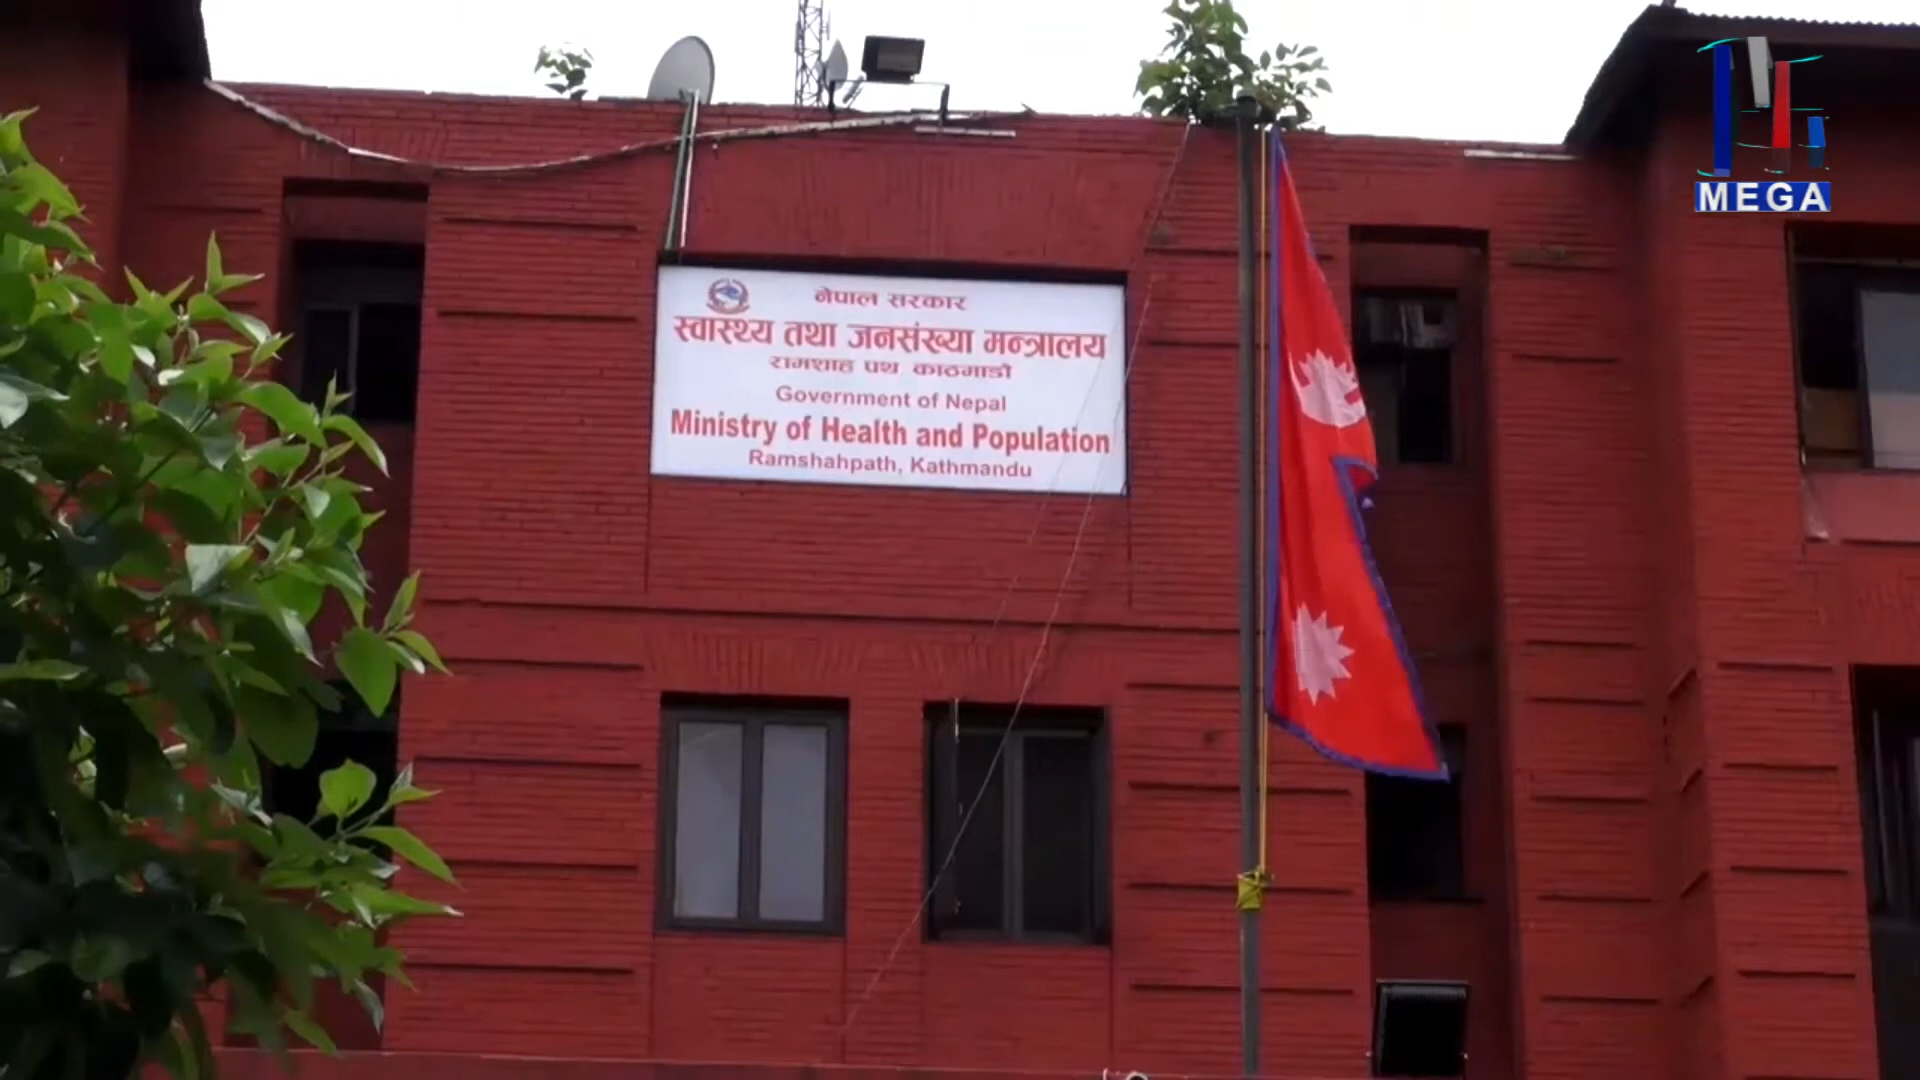 नेपाल सरकार
स्वास्थ्य तथा जनसंख्या मन्त्रालय
रामशाह पथ काठमाडौं
Government of Nepal
Ministry of Health and Population
Ramshahpath, Kathmandu
MEGA